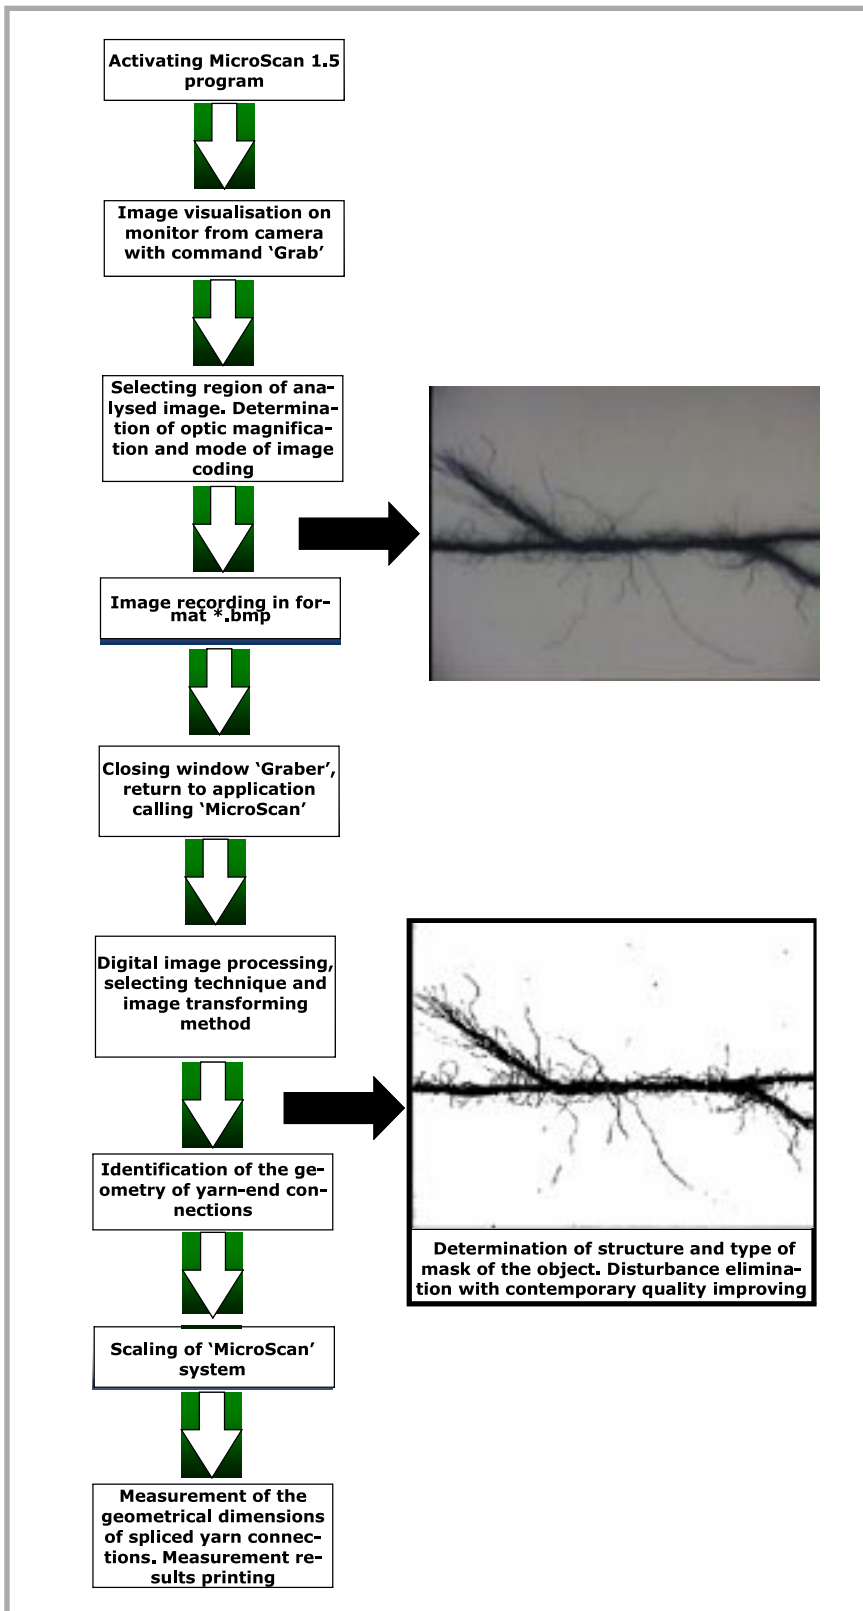 Activating MicroScan 1.5
program
Image visualisation on
monitor from camera
with command ‘Grab’
Selecting region of ana-
lysed image. Determina-
tion of optic magnifica-
tion and mode of image
coding
Image recording in for-
mat *.bmp
Closing window ‘Graber’,
return to application
calling ‘MicroScan’
Digital image processing,
selecting technique and
image transforming
method
Identification of the ge-
ometry of yarn-end con-
nections
Determination of structure and type of
mask of the object. Disturbance elimina-
tion with contemporary quality improving
Scaling of ‘MicroScan’
system
Measurement of the
geometrical dimensions
of spliced yarn connec-
tions. Measurement re-
sults printing